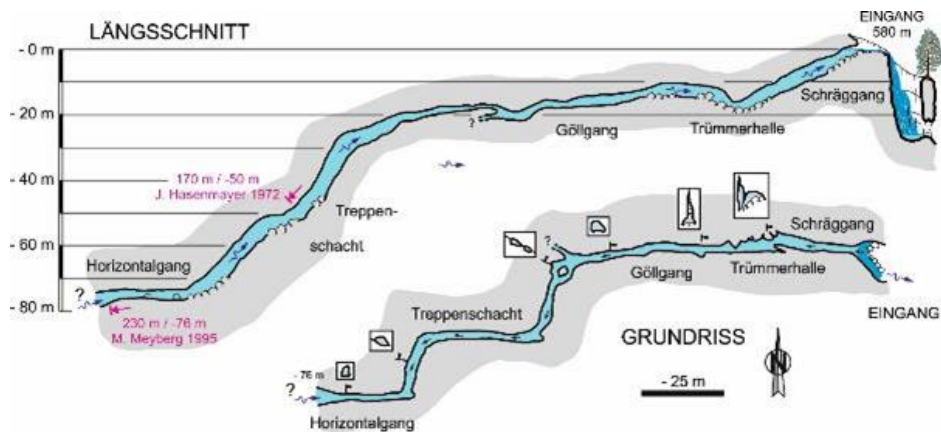 LÄNGSSCHNITT
EINGANG
580 m
- 0 m
- 20 m
- 40 m
- 60 m
- 80 m
Schräggang
Göllgang
Trümmerhalle
?
170 m / -50 m
J. Hasenmayer 1972
Treppen-
schacht
Horizontalgang
?
230 m / -76 m
M. Meyberg 1995
Schräggang
?
Göllgang
Trümmerhalle
EINGANG
Treppenschacht
GRUNDRISS
N
- 25 m
- 76 m
?
Horizontalgang